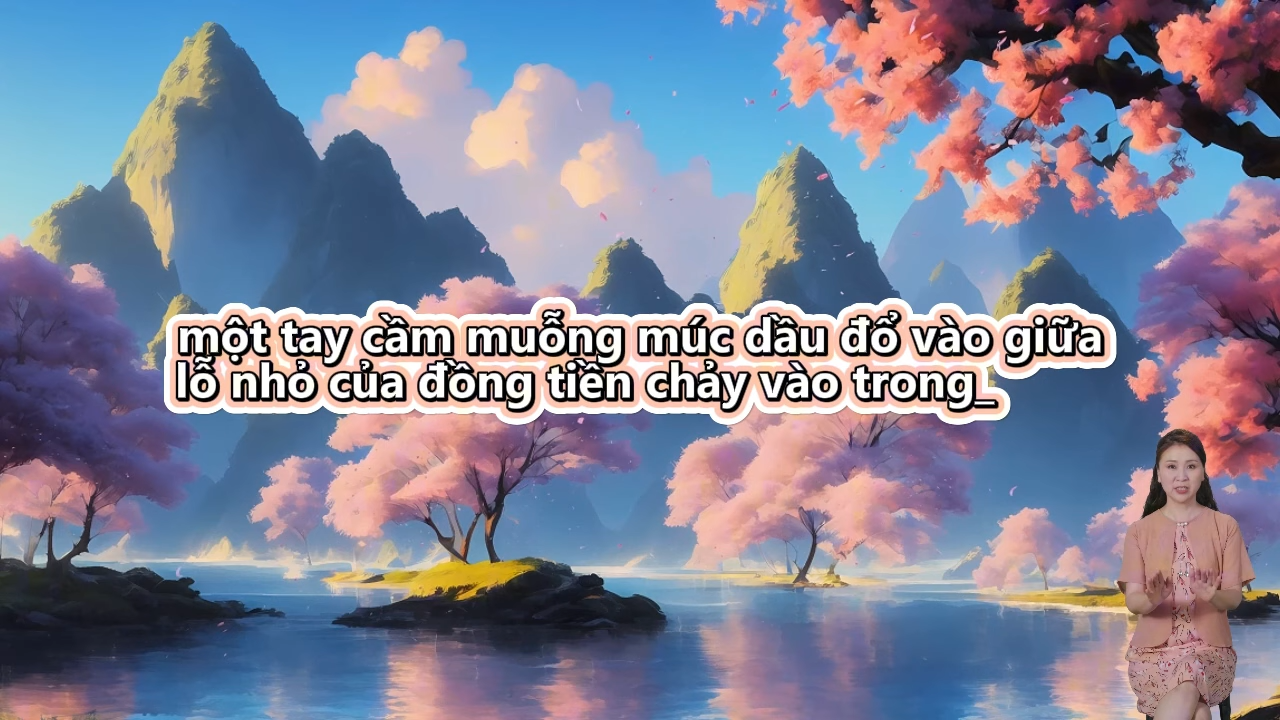 một tay cầm muỗng múc dầu đổ vào giữa
lỗ nhỏ của đồng tiền chảy vào trong_